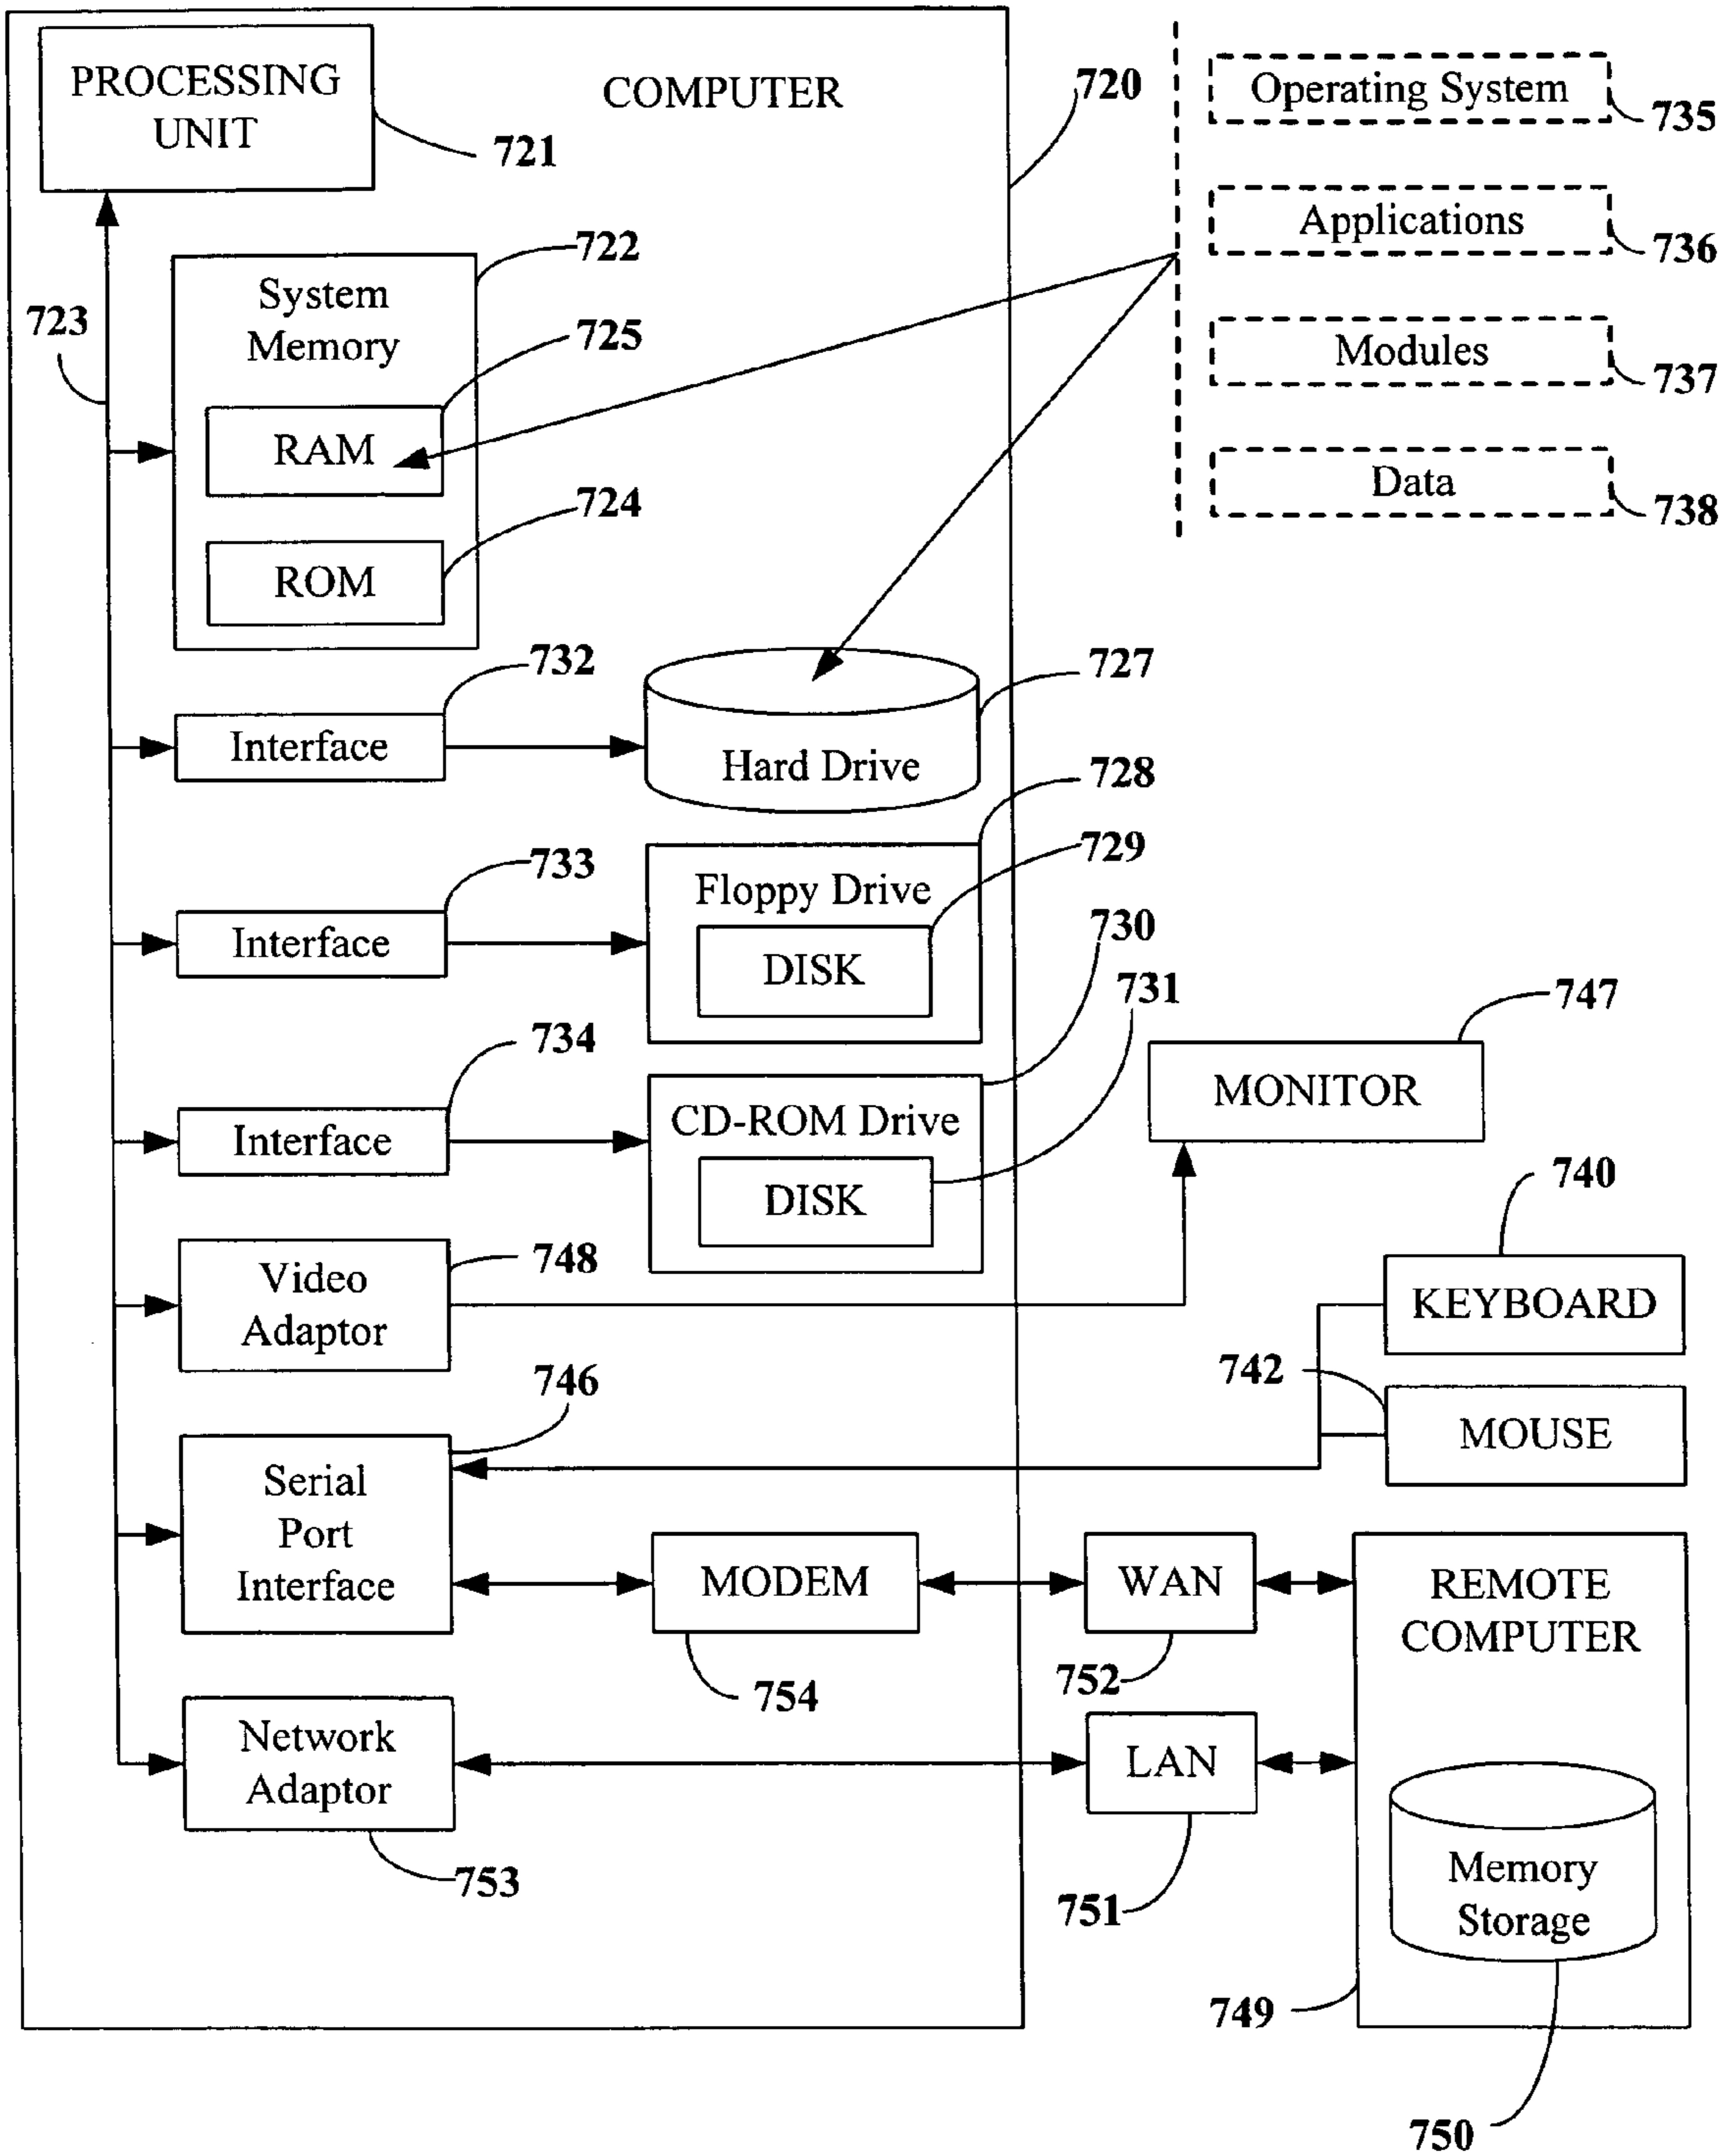 PROCESSING
UNIT
721
COMPUTER
720
Operating System
735
Applications
736
Modules
737
Data
738
723
722
System
Memory
725
RAM
724
ROM
732
Interface
727
Hard Drive
733
Interface
728
Floppy Drive
729
DISK
734
Interface
730
CD-ROM Drive
731
DISK
747
MONITOR
748
Video
Adaptor
740
KEYBOARD
742
MOUSE
746
Serial
Port
Interface
MODEM
754
WAN
752
REMOTE
COMPUTER
Network
Adaptor
753
LAN
751
Memory
Storage
749
750